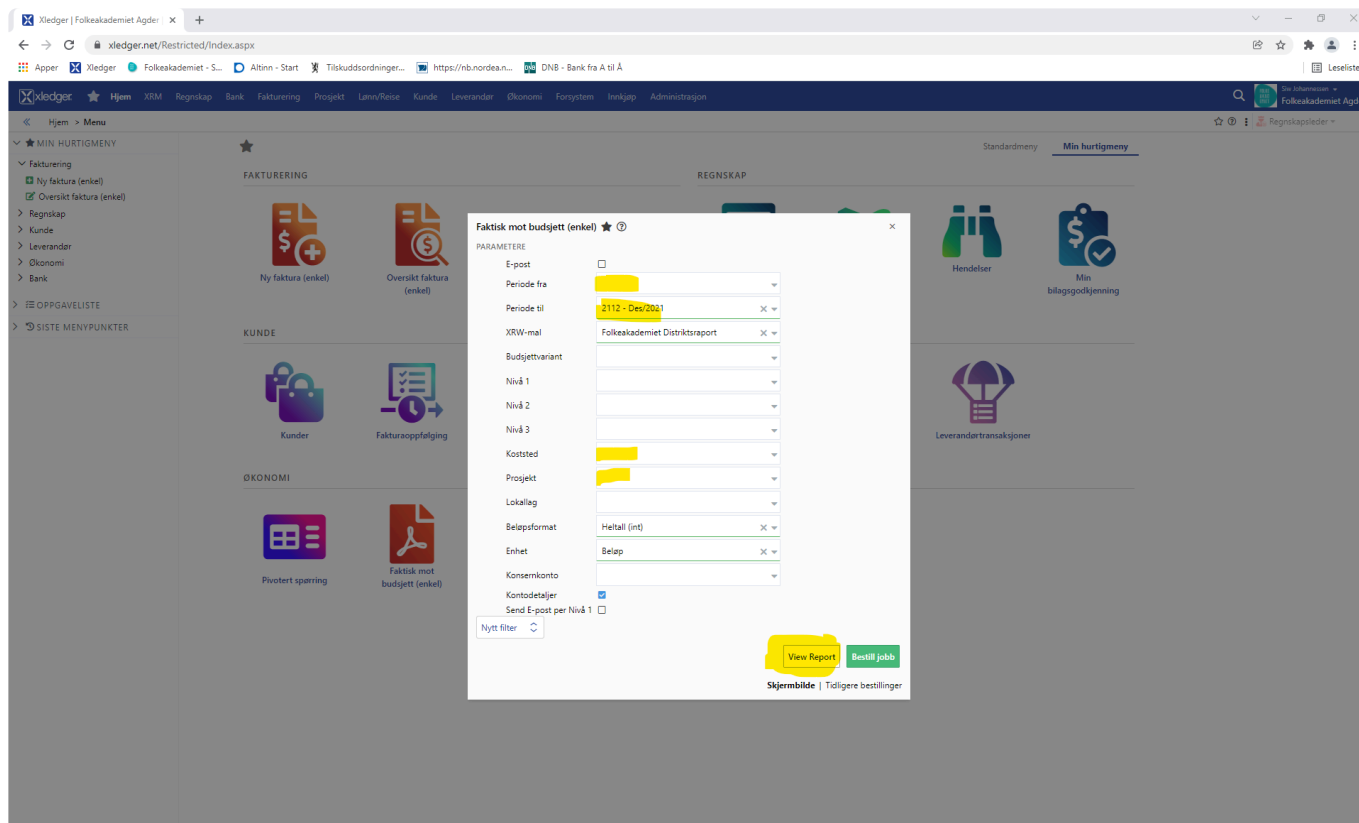 Xledger | Folkeakademiet Agder
xledger.net/Restricted/Index.aspx
Apper Xledger Folkeakademiet - S... Altinn - Start Tilskuddsordninger... https://nb.nordea.n... DNB - Bank fra A til Å Leseliste
xledger Hjem XRM Regnskap Bank Fakturering Prosjekt Lønn/Reise Kunde Leverandør Økonomi Forsystem Innkjøp Administrasjon
Siw Johannessen
Folkeakademiet Agd
Hjem > Menu
Regnskapsleder
MIN HURTIGMENY
Fakturering
Ny faktura (enkel)
Oversikt faktura (enkel)
Regnskap
Kunde
Leverandør
Økonomi
Bank
OPPGAVELISTE
SISTE MENYPUNKTER
Standardmeny Min hurtigmeny
FAKTURERING
Ny faktura (enkel)
Oversikt faktura
(enkel)
REGNSKAP
Hendelser
Min
bilagsgodkjenning
KUNDE
Kunder
Fakturaoppfølging
Leverandørtransaksjoner
ØKONOMI
Pivotert spørring
Faktisk mot
budsjett (enkel)
Faktisk mot budsjett (enkel)
PARAMETERE
E-post
Periode fra
Periode til 2112 - Des/2021
XRW-mal Folkeakademiet Distriktsraport
Budsjettvariant
Nivå 1
Nivå 2
Nivå 3
Koststed
Prosjekt
Lokallag
Beløpsformat Heltall (int)
Enhet Beløp
Konsernkonto
Kontodetaljer
Send E-post per Nivå 1
Nytt filter
View Report Bestill jobb
Skjermbilde | Tidligere bestillinger